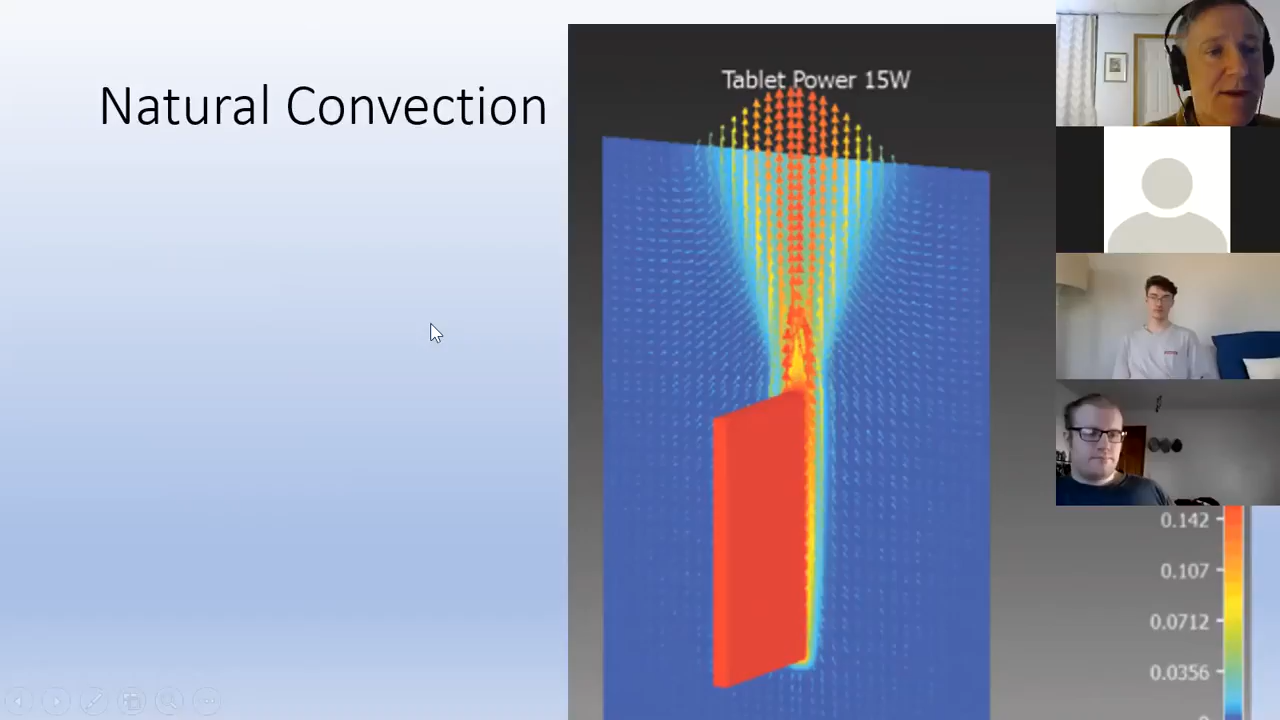 Tablet Power 15W
Natural Convection
0.142
0.107
0.0712
0.0356